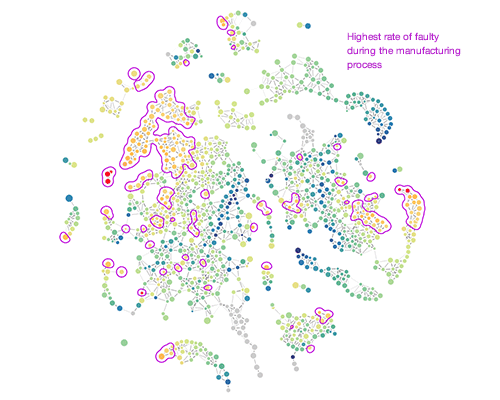 Highest rate of faulty
during the manufacturing
process